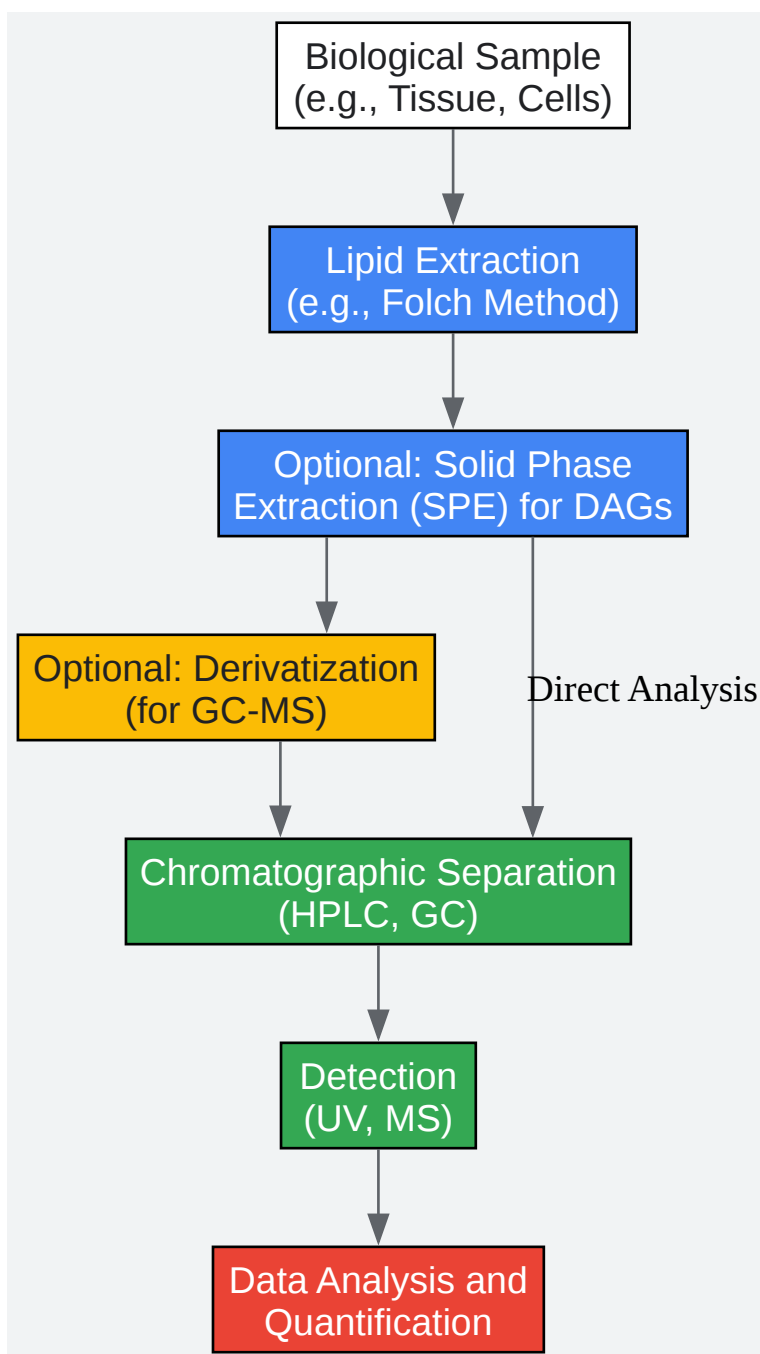 Biological Sample
(e.g., Tissue, Cells)
Lipid Extraction
(e.g., Folch Method)
Optional: Solid Phase
Extraction (SPE) for DAGs
Optional: Derivatization
(for GC-MS)
Direct Analysis
Chromatographic Separation
(HPLC, GC)
Detection
(UV, MS)
Data Analysis and
Quantification